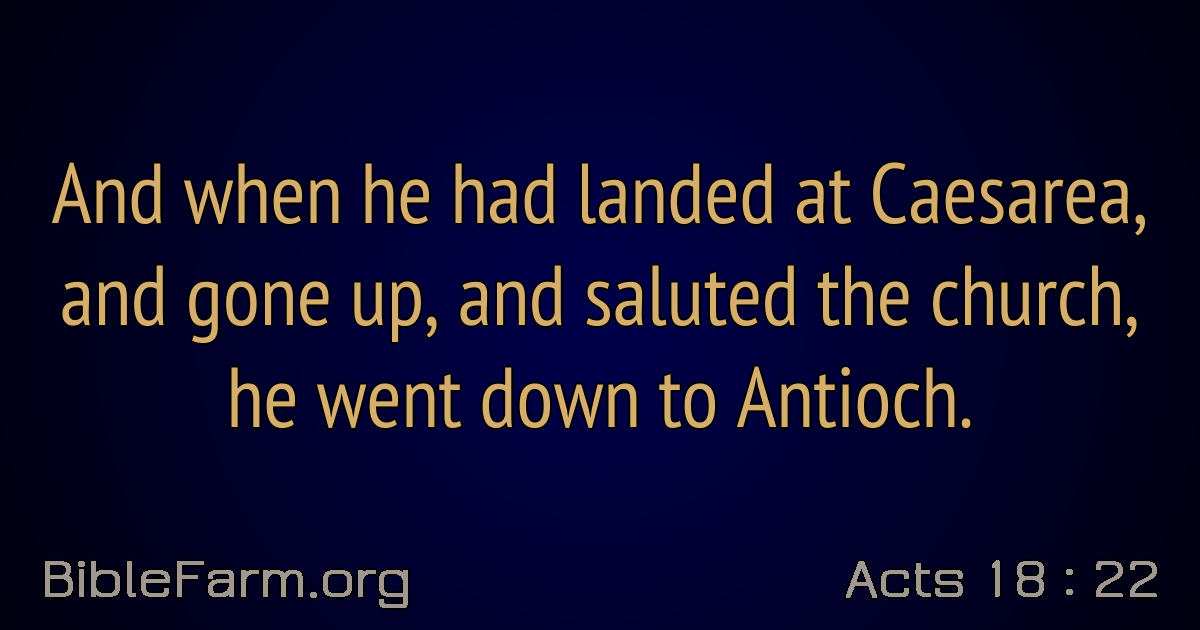 And when he had landed at Caesarea,
and gone up, and saluted the church,
he went down to Antioch.
BibleFarm.org
Acts 18 : 22